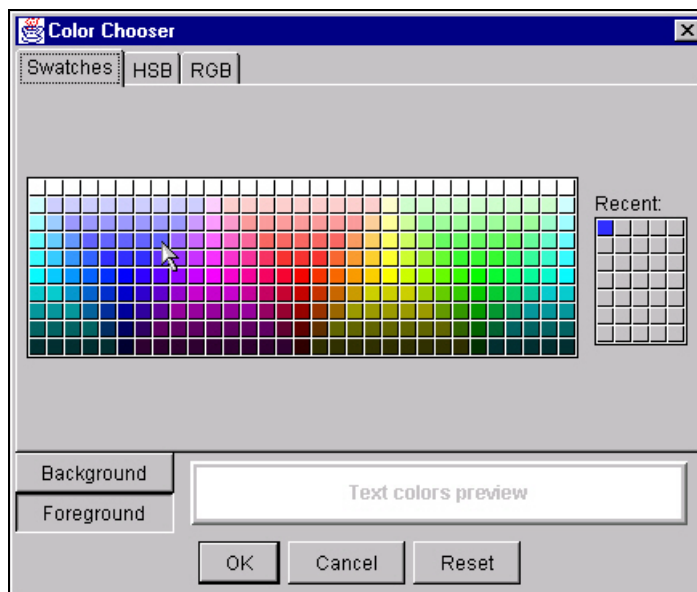 Color Chooser
Swatches HSB RGB
Recent:
Background
Foreground
Text colors preview
OK Cancel Reset